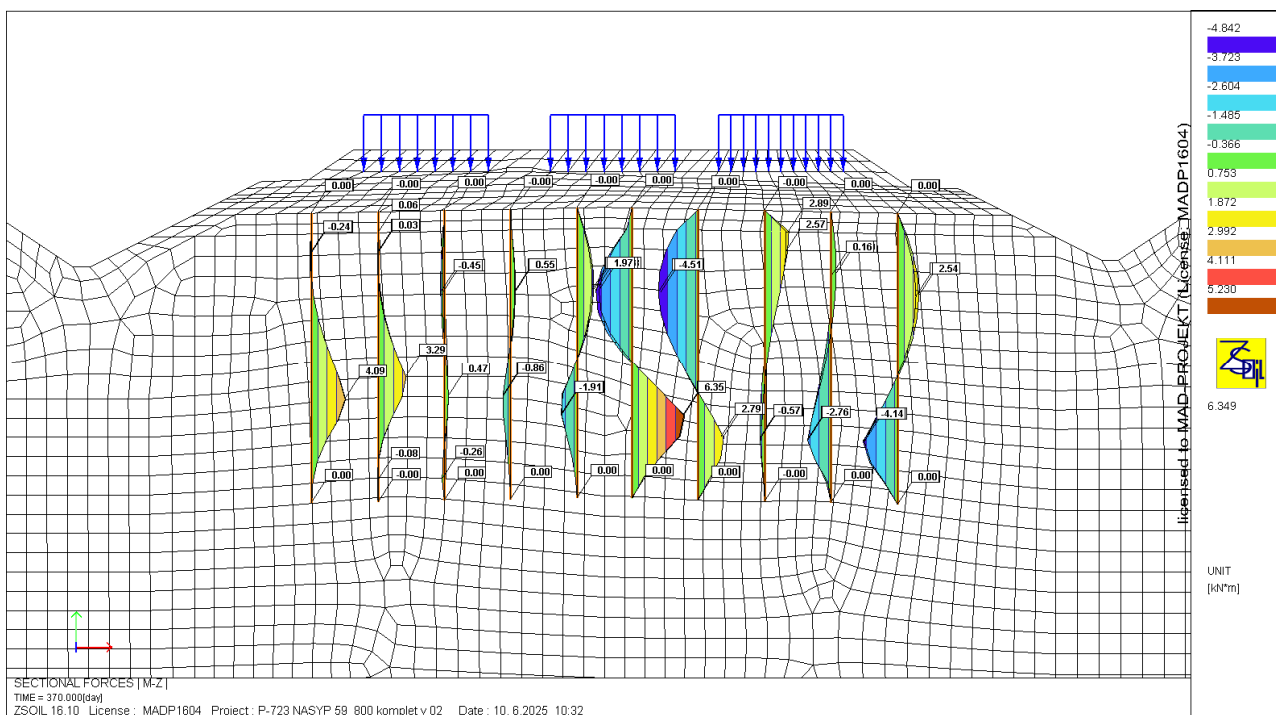 -4.842
-3.723
-2.604
-1.485
-0.366
0.753
1.872
2.992
4.111
5.230
6.349
UNIT
[kN*m]
licensed to MAD-PROJEKT (License: MADP1604)
0.00 -0.00 0.00 -0.00 -0.00 0.00 0.00 -0.00 0.00 0.00
0.06 2.89
-0.24 0.03 2.57
0.16
-0.45 0.55 1.97 -4.51 2.54
3.29
4.09 0.47 -0.86
-1.91 6.35
2.79 -0.57 -2.76 -4.14
-0.08 -0.26
0.00 -0.00 0.00 0.00 0.00 0.00 0.00 -0.00 0.00 0.00
SECTIONAL FORCES | M-Z |
TIME = 370.000[day]
ZSOIL 16.10 License : MADP1604 Project : P-723 NASYP 59_800 komplet v 02 Date : 10. 6.2025 10:32